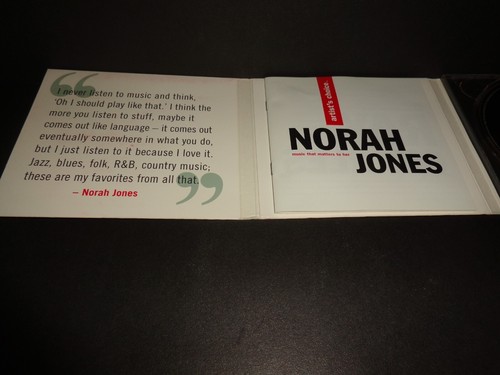 “
I never listen to music and think,
‘Oh I should play like that.’ I think the
more you listen to stuff, maybe it
comes out like language – it comes out
eventually somewhere in what you do,
but I just listen to it because I love it.
Jazz, blues, folk, R&B, country music;
these are my favorites from all that.
”
– Norah Jones
artist's choice
NORAH
music that matters to her
JONES